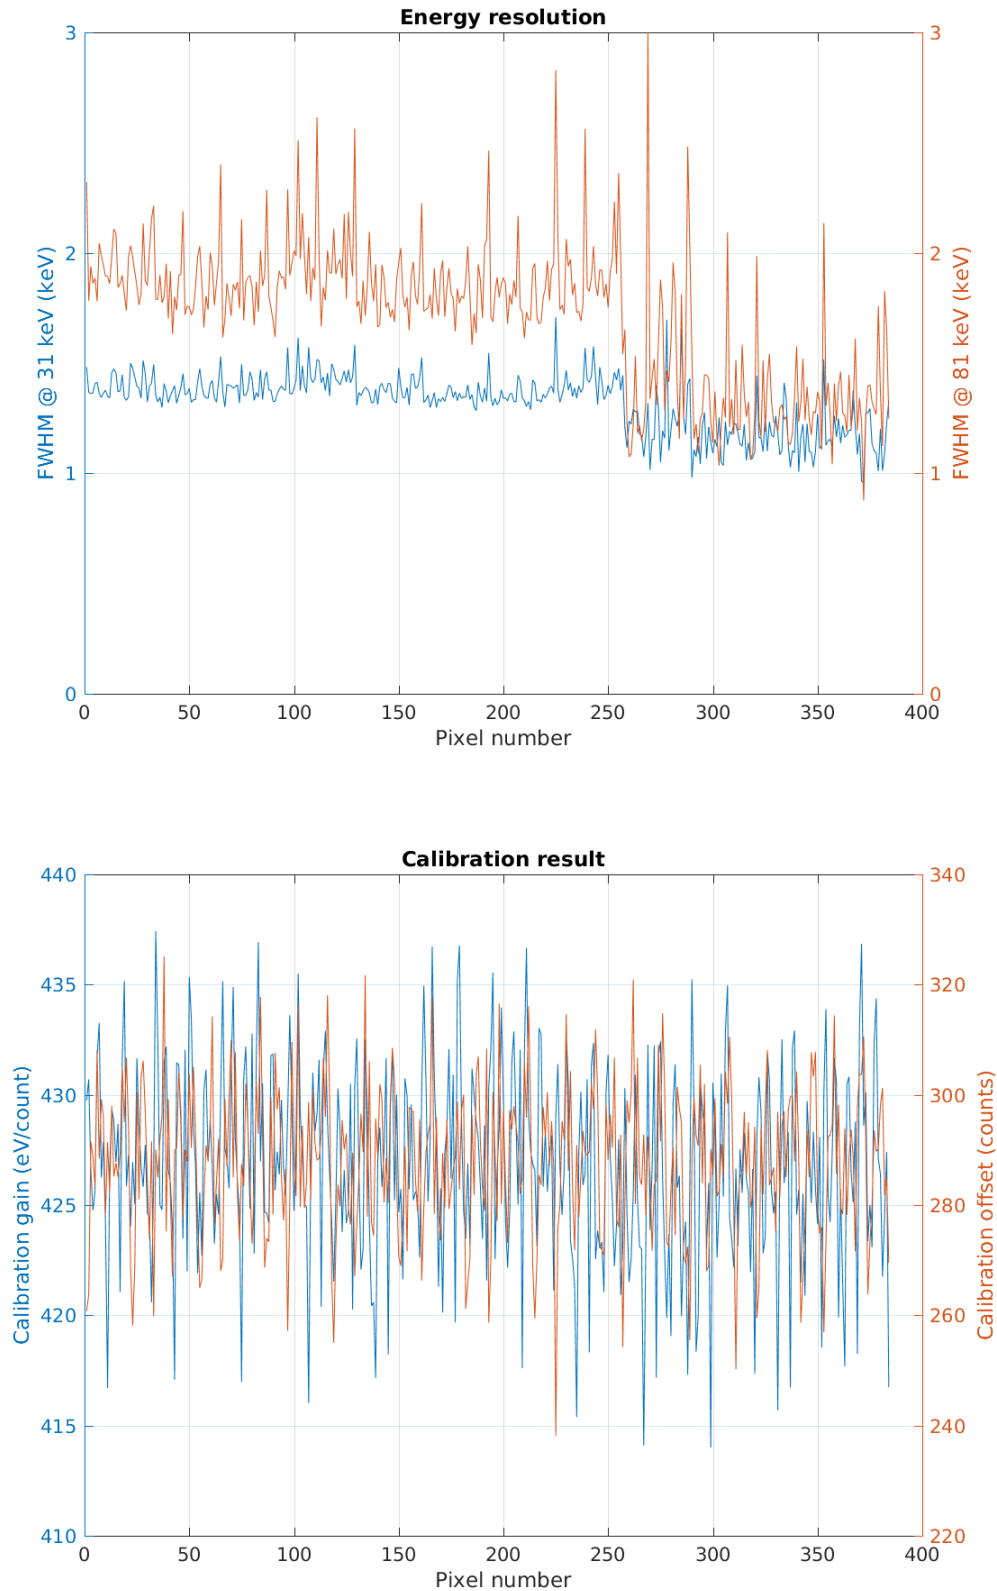 Energy resolution
3
2
1
0
FWHM @ 31 keV (keV)
3
2
1
0
FWHM @ 81 keV (keV)
0 50 100 150 200 250 300 350 400
Pixel number
Calibration result
440
435
430
425
420
415
410
Calibration gain (eV/count)
340
320
300
280
260
240
220
Calibration offset (counts)
0 50 100 150 200 250 300 350 400
Pixel number